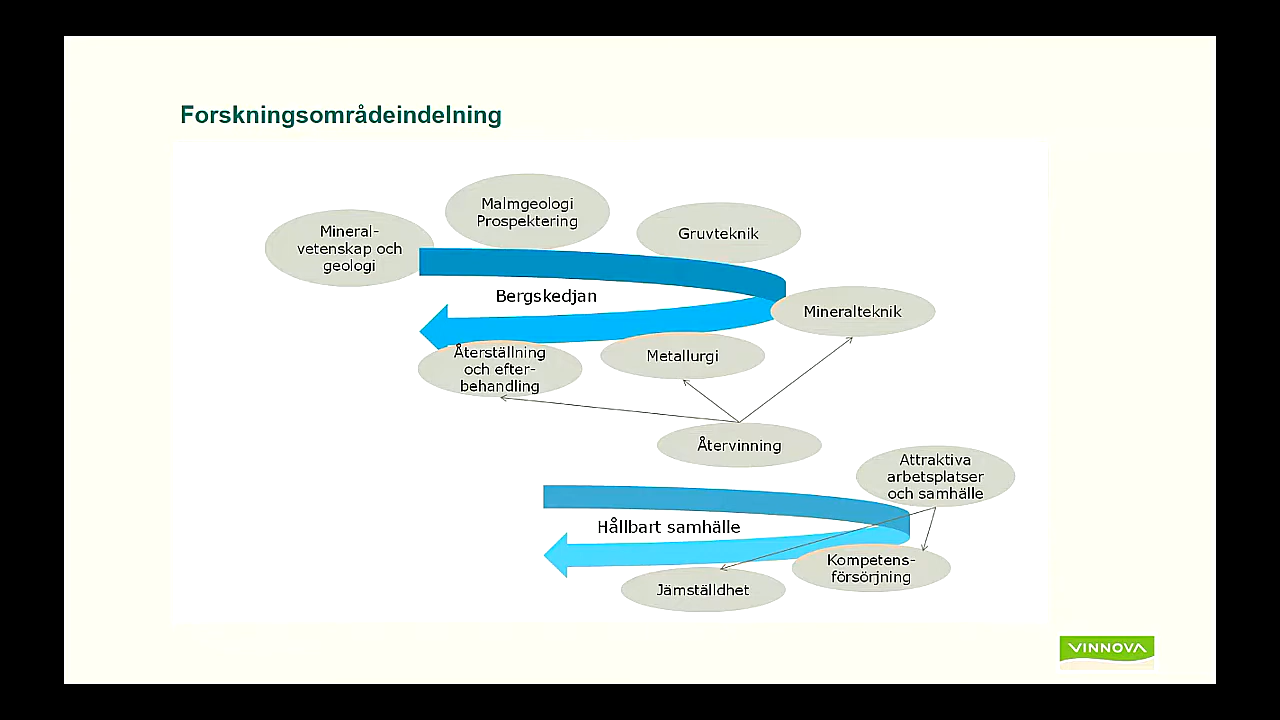 Forskningsområdeindelning
Mineral-
vetenskap och
geologi
Malmgeologi
Prospektering
Gruvteknik
Bergskedjan
Mineralteknik
Återställning
och efter-
behandling
Metallurgi
Återvinning
Attraktiva
arbetsplatser
och samhälle
Hållbart samhälle
Kompetens-
försörjning
Jämställdhet
VINNOVA